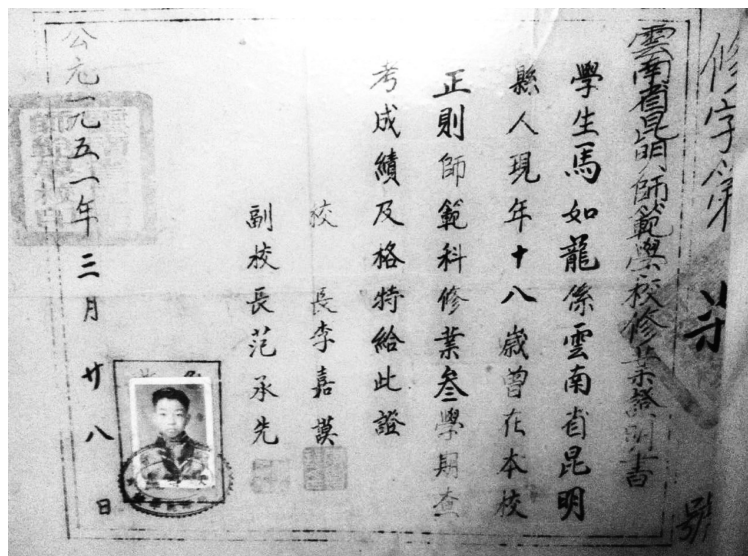 修字第
號
雲南省昆明師範學校修業證明書
學生馬如龍係雲南省昆明
縣人現年十八歲曾在本校
正則師範科修業叁學期查
考成績及格特給此證
校長李嘉謨
副校長范承先
公元一九五一年三月廿八日